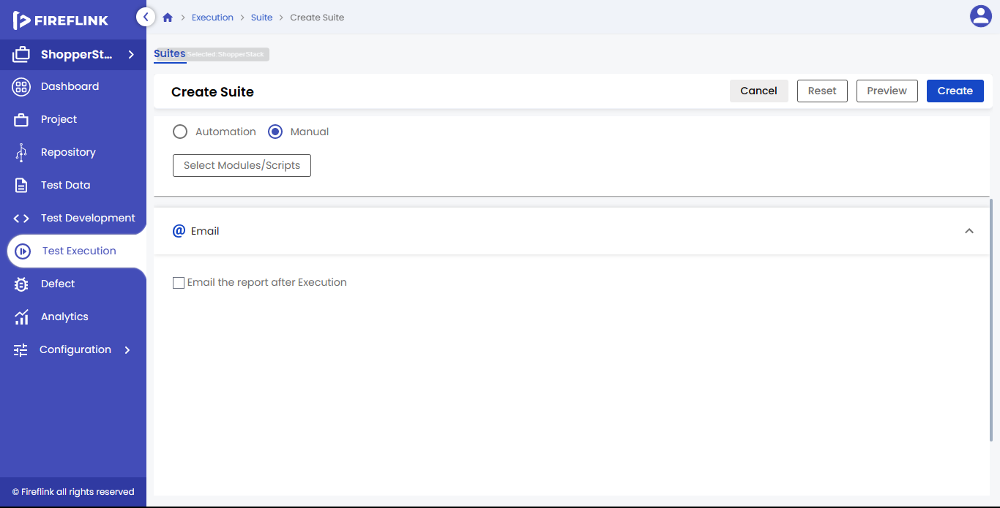 FIREFLINK
Execution
Suite
Create Suite
ShopperSt...
Suites
Selected ShopperStack
Create Suite
Cancel
Reset
Preview
Create
Dashboard
Project
Repository
Test Data
Test Development
Test Execution
Defect
Analytics
Configuration
Automation
Manual
Select Modules/Scripts
@ Email
Email the report after Execution
© Fireflink all rights reserved